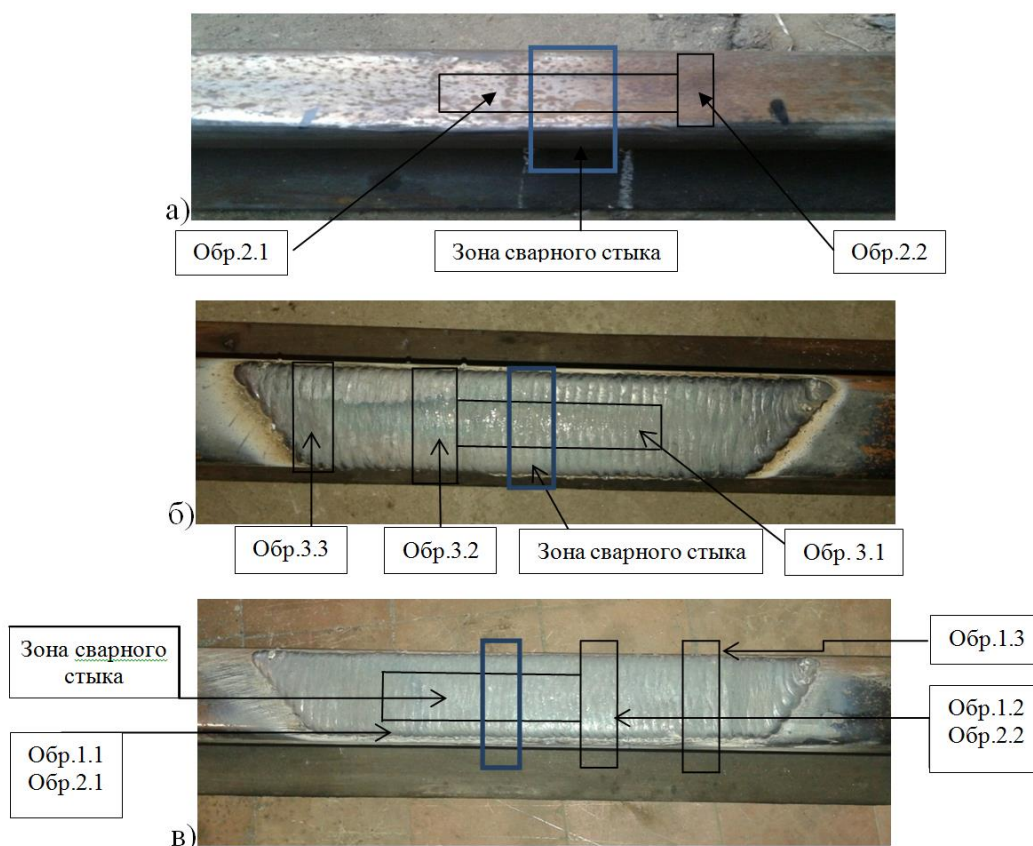 а)
Обр.2.1
Зона сварного стыка
Обр.2.2
б)
Обр.3.3
Обр.3.2
Зона сварного стыка
Обр. 3.1
Зона сварного
стыка
Обр.1.3
Обр.1.1
Обр.2.1
Обр.1.2
Обр.2.2
в)